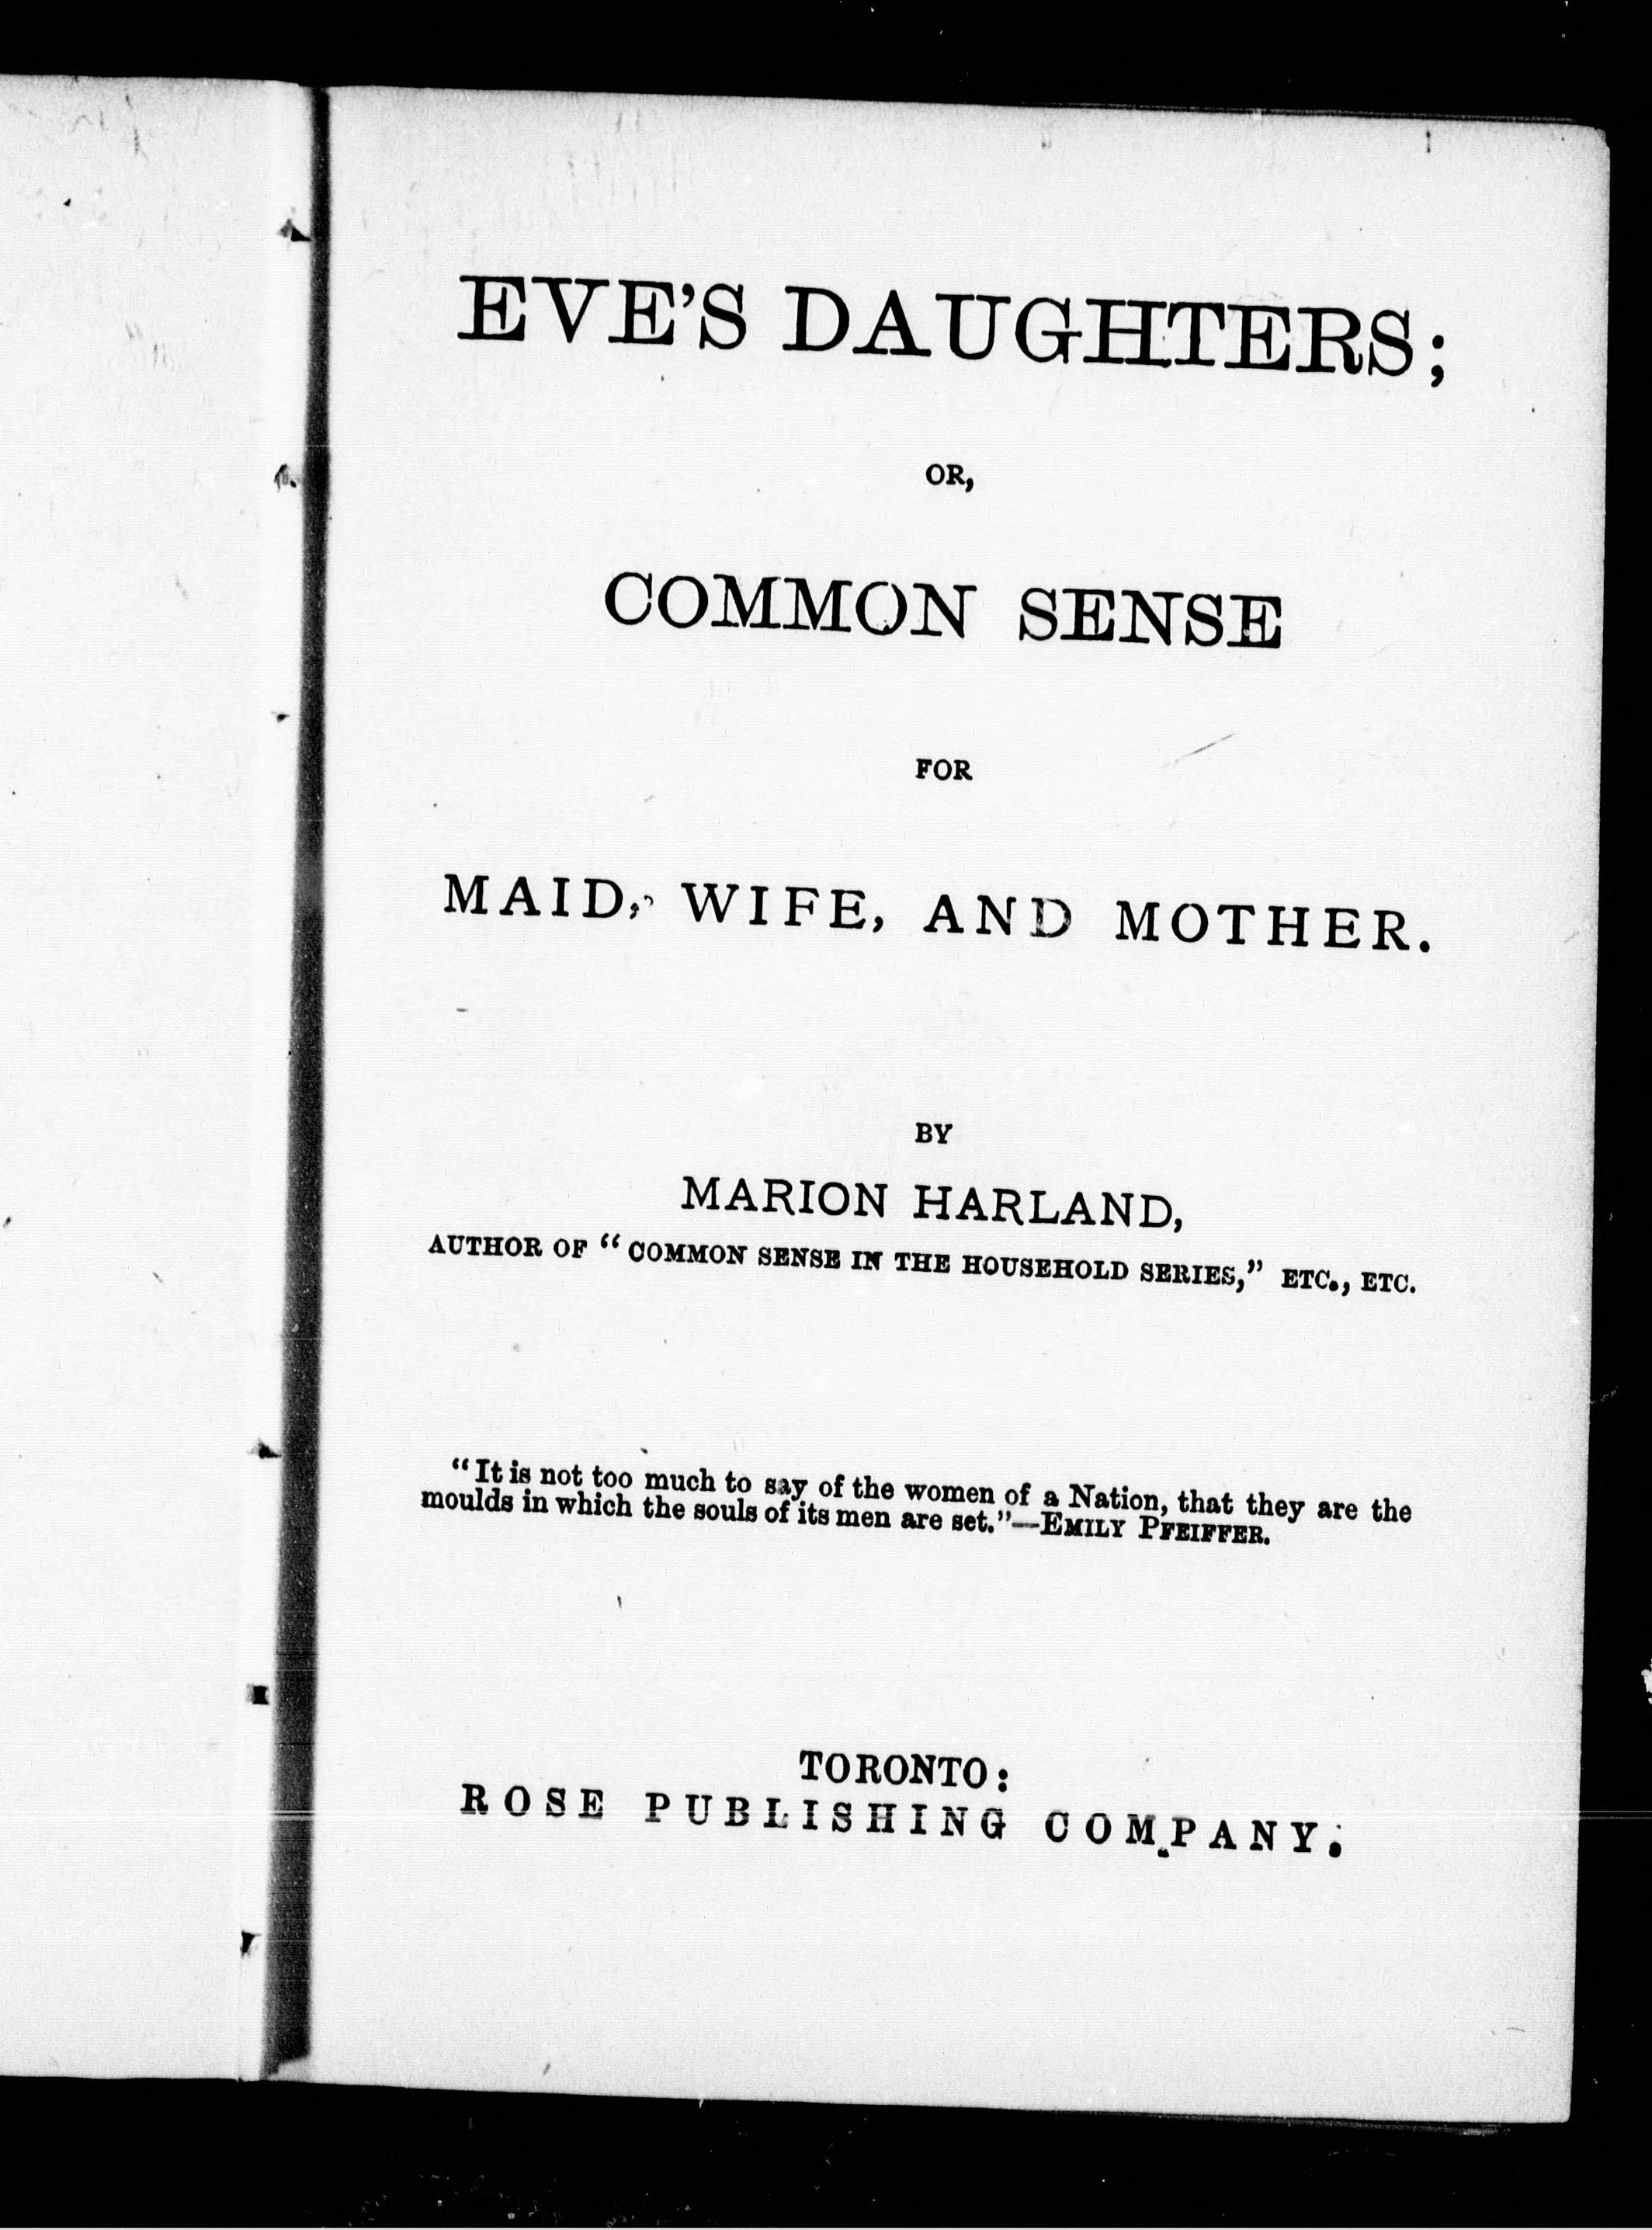 EVE'S DAUGHTERS;
OR,
COMMON SENSE
FOR
MAID, WIFE, AND MOTHER.
BY
MARION HARLAND,
AUTHOR OF "COMMON SENSE IN THE HOUSEHOLD SERIES," ETC., ETC.
"It is not too much to say of the women of a Nation, that they are the
moulds in which the souls of its men are set."—EMILY PFEIFFER.
TORONTO:
ROSE PUBLISHING COMPANY.